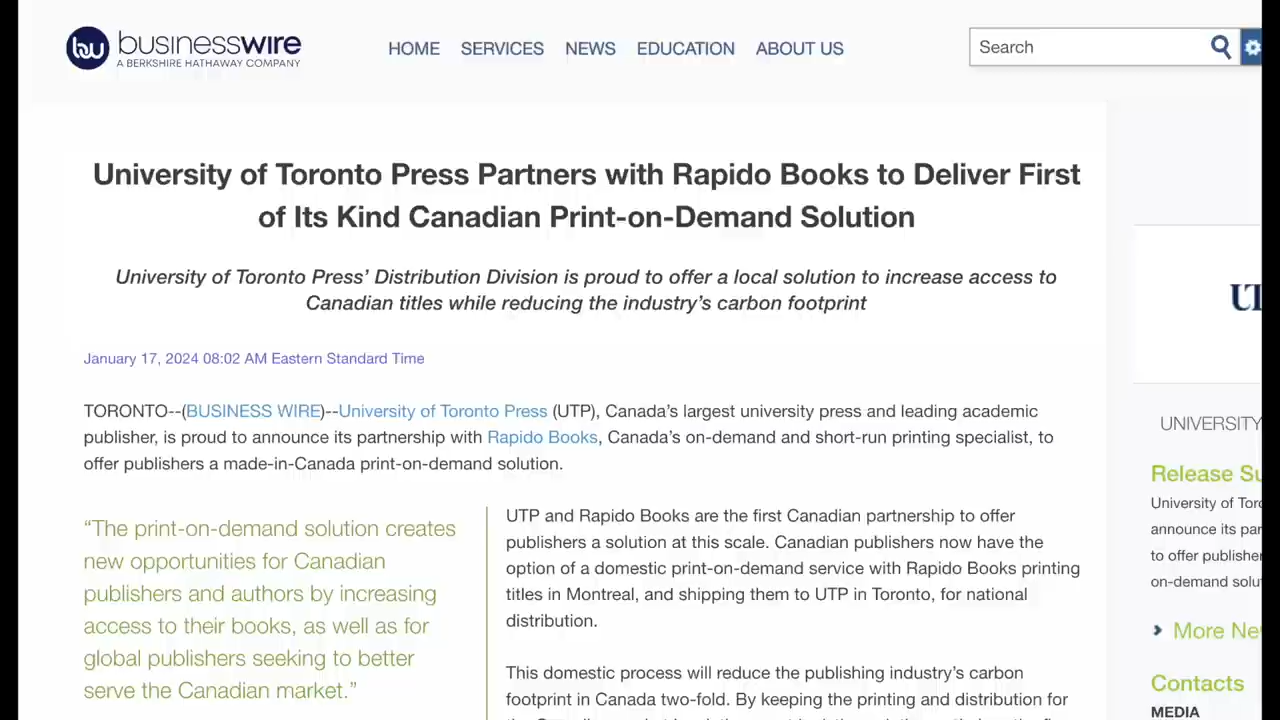 bw businesswire
A BERKSHIRE HATHAWAY COMPANY
HOME SERVICES NEWS EDUCATION ABOUT US
Search
University of Toronto Press Partners with Rapido Books to Deliver First
of Its Kind Canadian Print-on-Demand Solution
University of Toronto Press’ Distribution Division is proud to offer a local solution to increase access to
Canadian titles while reducing the industry’s carbon footprint
January 17, 2024 08:02 AM Eastern Standard Time
TORONTO--(BUSINESS WIRE)--University of Toronto Press (UTP), Canada’s largest university press and leading academic
publisher, is proud to announce its partnership with Rapido Books, Canada’s on-demand and short-run printing specialist, to
offer publishers a made-in-Canada print-on-demand solution.
“The print-on-demand solution creates
new opportunities for Canadian
publishers and authors by increasing
access to their books, as well as for
global publishers seeking to better
serve the Canadian market.”
UTP and Rapido Books are the first Canadian partnership to offer
publishers a solution at this scale. Canadian publishers now have the
option of a domestic print-on-demand service with Rapido Books printing
titles in Montreal, and shipping them to UTP in Toronto, for national
distribution.
This domestic process will reduce the publishing industry’s carbon
footprint in Canada two-fold. By keeping the printing and distribution for
UNIVERSITY
Release Su
University of Toro
announce its par
to offer publisher
on-demand solut
More Ne
Contacts
MEDIA